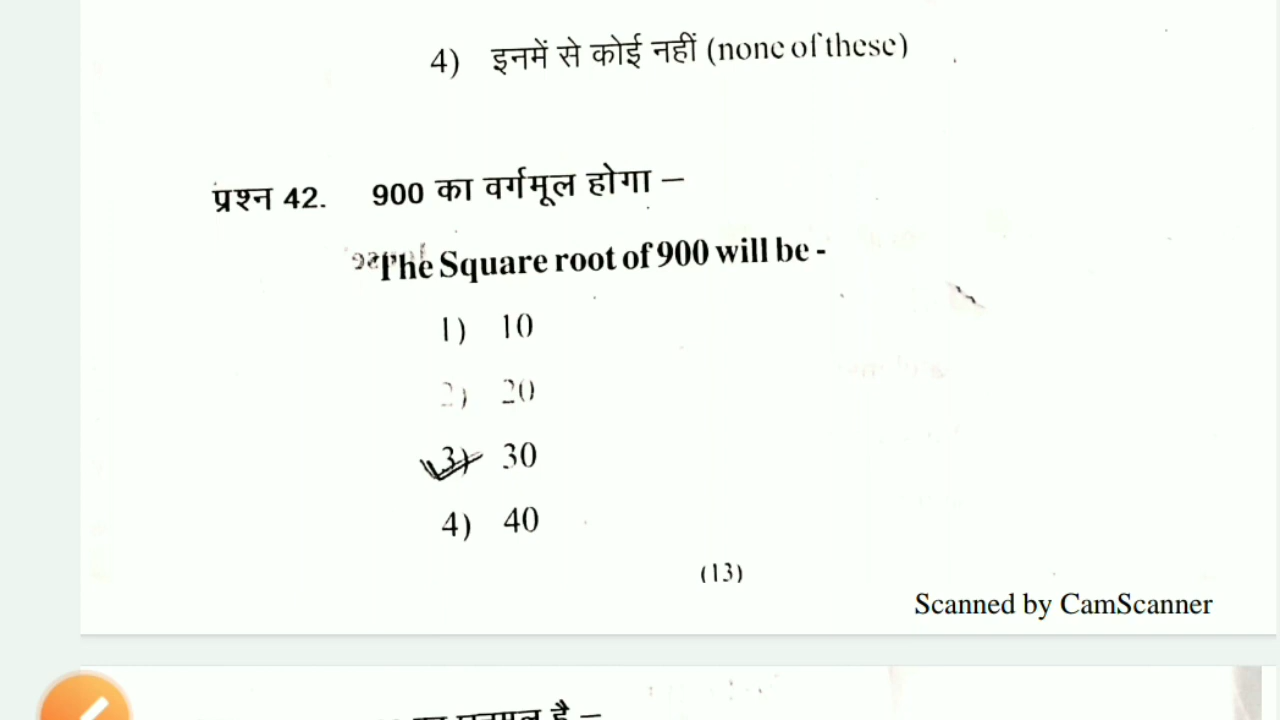 4) इनमें से कोई नहीं (none of these)
प्रश्न 42. 900 का वर्गमूल होगा –
The Square root of 900 will be -
1) 10
2) 20
3) 30
4) 40
(13)
Scanned by CamScanner
है –